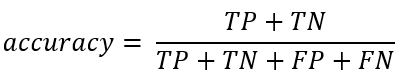 accuracy = TP + TN / TP + TN + FP + FN